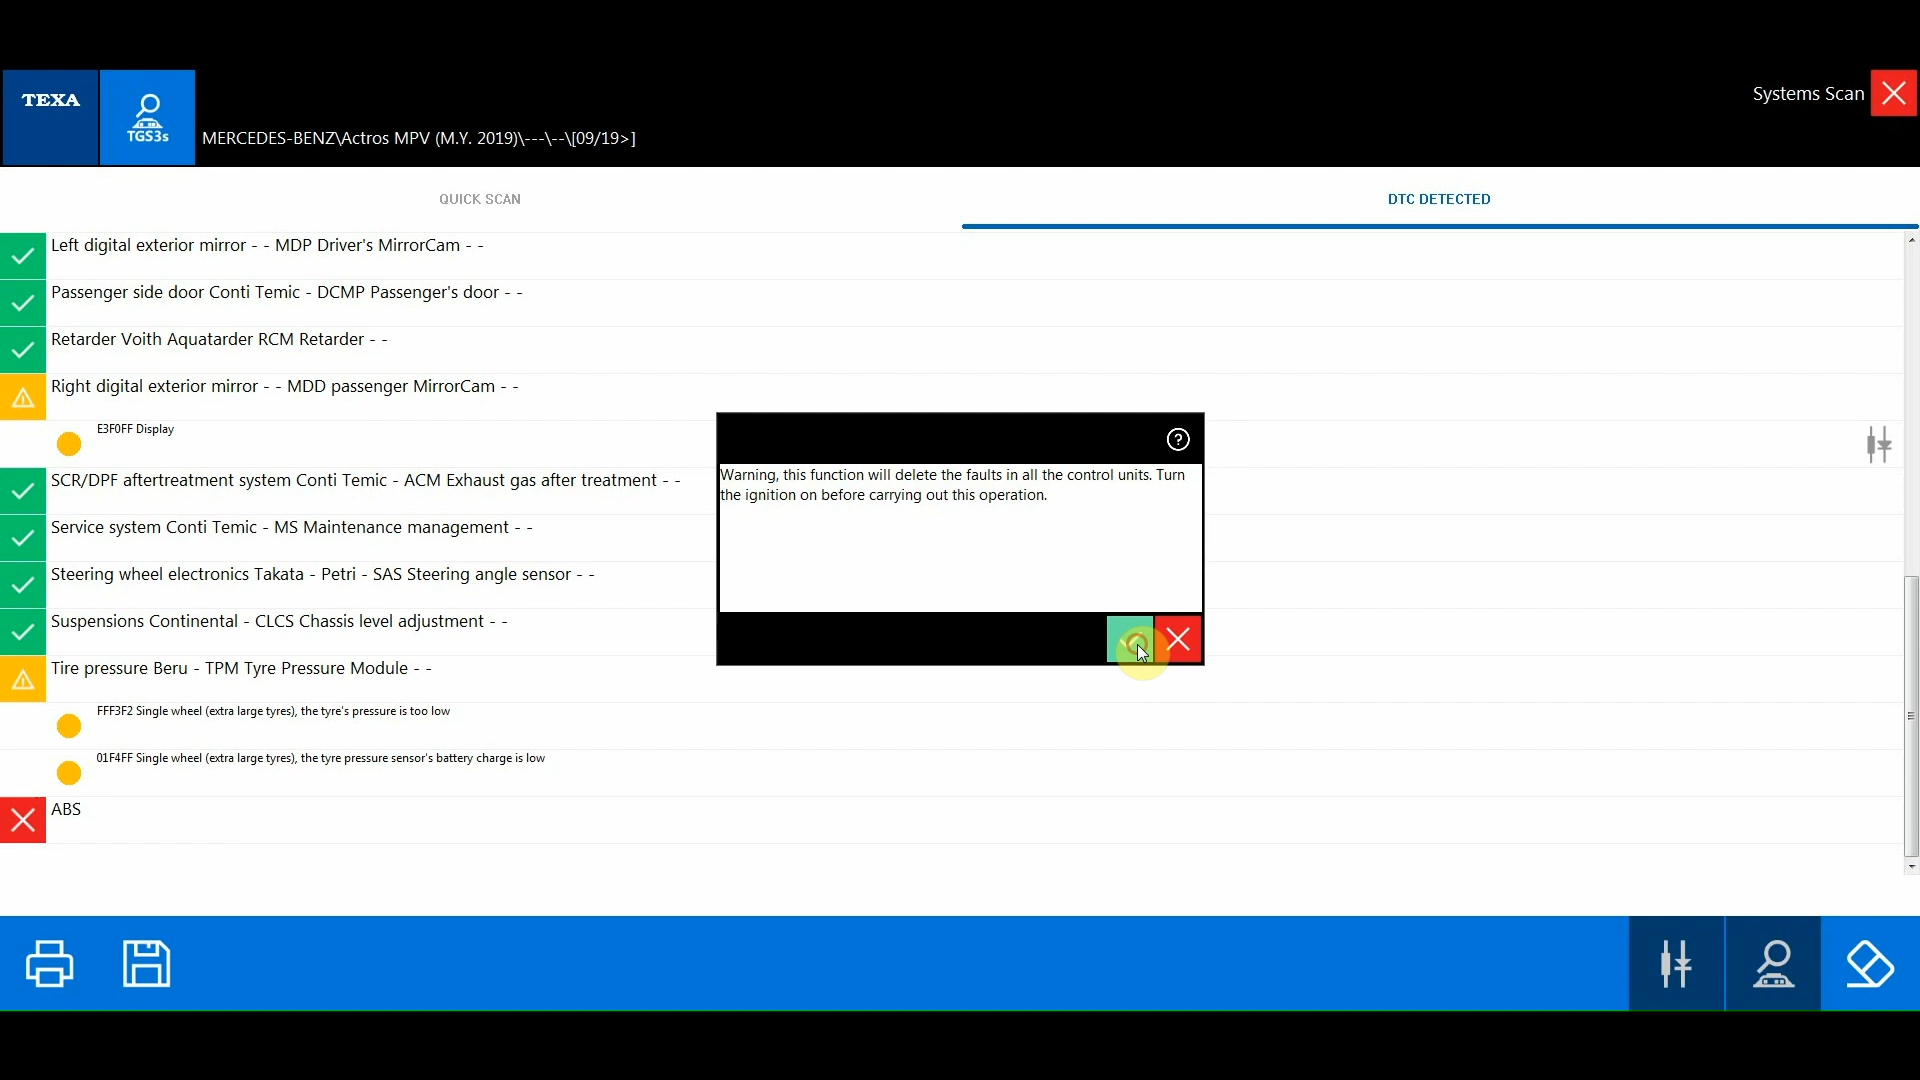 TEXA
TGS3s
MERCEDES-BENZ\Actros MPV (M.Y. 2019)\---\--\[09/19>]
Systems Scan
QUICK SCAN
DTC DETECTED
Left digital exterior mirror - - MDP Driver's MirrorCam - -
Passenger side door Conti Temic - DCMP Passenger's door - -
Retarder Voith Aquatarder RCM Retarder - -
Right digital exterior mirror - - MDD passenger MirrorCam - -
E3F0FF Display
SCR/DPF aftertreatment system Conti Temic - ACM Exhaust gas after treatment - -
Service system Conti Temic - MS Maintenance management - -
Steering wheel electronics Takata - Petri - SAS Steering angle sensor - -
Suspensions Continental - CLCS Chassis level adjustment - -
Tire pressure Beru - TPM Tyre Pressure Module - -
FFF3F2 Single wheel (extra large tyres), the tyre's pressure is too low
01F4FF Single wheel (extra large tyres), the tyre pressure sensor's battery charge is low
ABS
Warning, this function will delete the faults in all the control units. Turn
the ignition on before carrying out this operation.